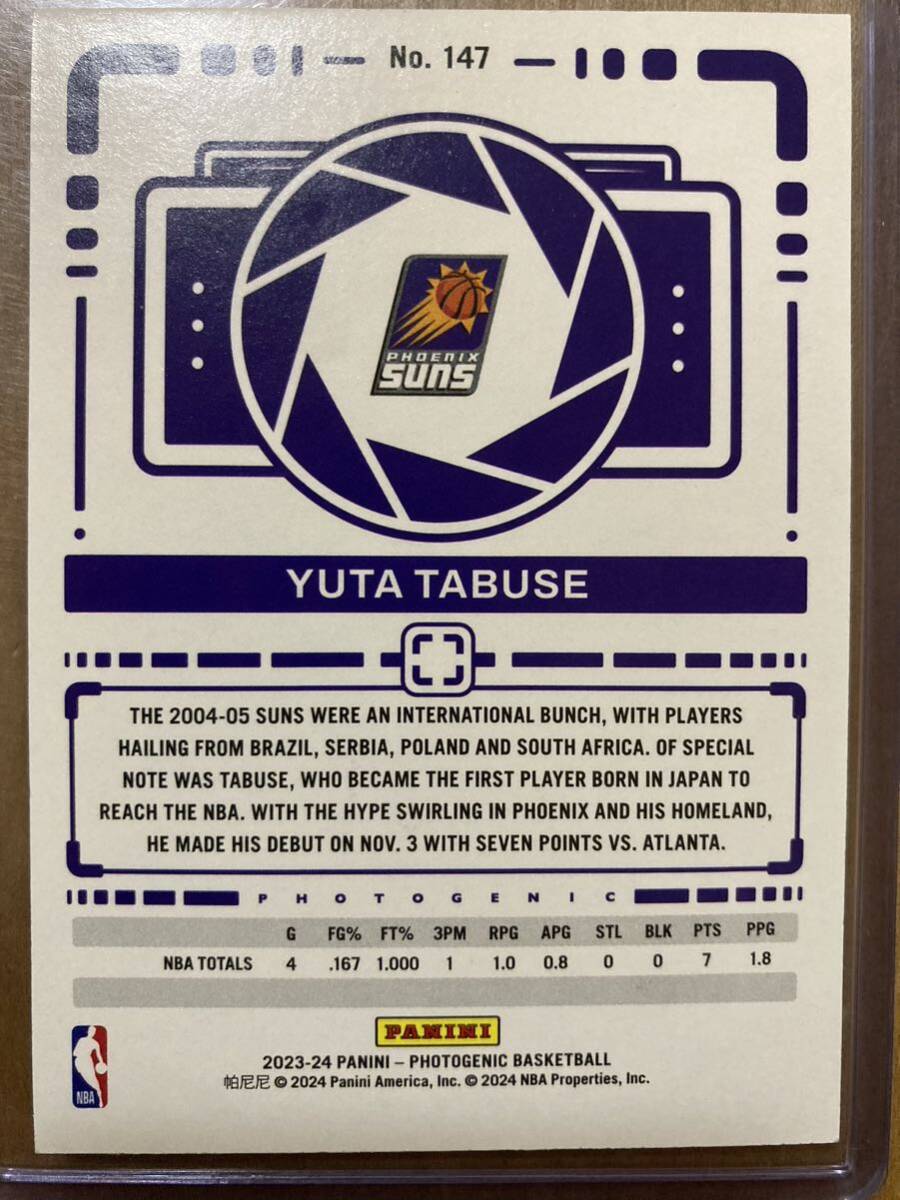 No. 147
PHOENIX
SUNS
YUTA TABUSE
THE 2004-05 SUNS WERE AN INTERNATIONAL BUNCH, WITH PLAYERS
HAILING FROM BRAZIL, SERBIA, POLAND AND SOUTH AFRICA. OF SPECIAL
NOTE WAS TABUSE, WHO BECAME THE FIRST PLAYER BORN IN JAPAN TO
REACH THE NBA. WITH THE HYPE SWIRLING IN PHOENIX AND HIS HOMELAND,
HE MADE HIS DEBUT ON NOV. 3 WITH SEVEN POINTS VS. ATLANTA.
PHOTOGENIC
G FG% FT% 3PM RPG APG STL BLK PTS PPG
NBA TOTALS 4 .167 1.000 1 1.0 0.8 0 0 7 1.8
PANINI
2023-24 PANINI – PHOTOGENIC BASKETBALL
帕尼尼 © 2024 Panini America, Inc. © 2024 NBA Properties, Inc.
NBA